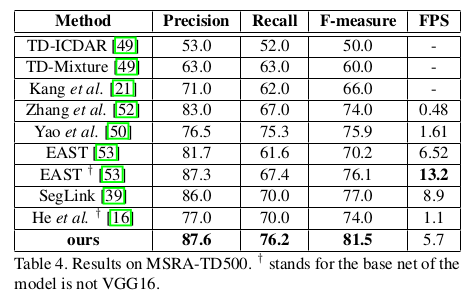 Method Precision Recall F-measure FPS
TD-ICDAR [49] 53.0 52.0 50.0 -
TD-Mixture [49] 63.0 63.0 60.0 -
Kang et al. [21] 71.0 62.0 66.0 -
Zhang et al. [52] 83.0 67.0 74.0 0.48
Yao et al. [50] 76.5 75.3 75.9 1.61
EAST [53] 81.7 61.6 70.2 6.52
EAST † [53] 87.3 67.4 76.1 13.2
SegLink [39] 86.0 70.0 77.0 8.9
He et al. † [16] 77.0 70.0 74.0 1.1
ours 87.6 76.2 81.5 5.7
Table 4. Results on MSRA-TD500. † stands for the base net of the
model is not VGG16.